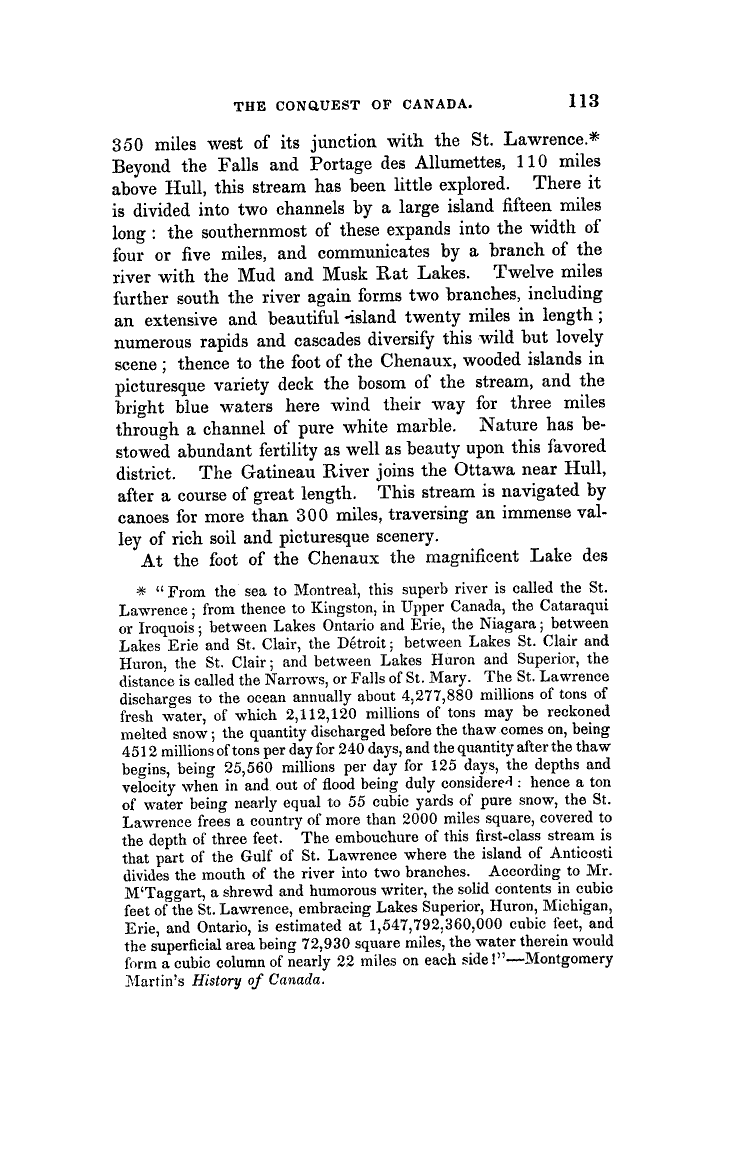 THE CONQUEST OF CANADA. 113
350 miles west of its junction with the St. Lawrence.*
Beyond the Falls and Portage des Allumettes, 110 miles
above Hull, this stream has been little explored. There it
is divided into two channels by a large island fifteen miles
long : the southernmost of these expands into the width of
four or five miles, and communicates by a branch of the
river with the Mud and Musk Rat Lakes. Twelve miles
further south the river again forms two branches, including
an extensive and beautiful island twenty miles in length ;
numerous rapids and cascades diversify this wild but lovely
scene ; thence to the foot of the Chenaux, wooded islands in
picturesque variety deck the bosom of the stream, and the
bright blue waters here wind their way for three miles
through a channel of pure white marble. Nature has be-
stowed abundant fertility as well as beauty upon this favored
district. The Gatineau River joins the Ottawa near Hull,
after a course of great length. This stream is navigated by
canoes for more than 300 miles, traversing an immense val-
ley of rich soil and picturesque scenery.
At the foot of the Chenaux the magnificent Lake des
* "From the sea to Montreal, this superb river is called the St.
Lawrence ; from thence to Kingston, in Upper Canada, the Cataraqui
or Iroquois ; between Lakes Ontario and Erie, the Niagara ; between
Lakes Erie and St. Clair, the Détroit ; between Lakes St. Clair and
Huron, the St. Clair ; and between Lakes Huron and Superior, the
distance is called the Narrows, or Falls of St. Mary. The St. Lawrence
discharges to the ocean annually about 4,277,880 millions of tons of
fresh water, of which 2,112,120 millions of tons may be reckoned
melted snow ; the quantity discharged before the thaw comes on, being
4512 millions of tons per day for 240 days, and the quantity after the thaw
begins, being 25,560 millions per day for 125 days, the depths and
velocity when in and out of flood being duly considered : hence a ton
of water being nearly equal to 55 cubic yards of pure snow, the St.
Lawrence frees a country of more than 2000 miles square, covered to
the depth of three feet. The embouchure of this first-class stream is
that part of the Gulf of St. Lawrence where the island of Anticosti
divides the mouth of the river into two branches. According to Mr.
M'Taggart, a shrewd and humorous writer, the solid contents in cubic
feet of the St. Lawrence, embracing Lakes Superior, Huron, Michigan,
Erie, and Ontario, is estimated at 1,547,792,360,000 cubic feet, and
the superficial area being 72,930 square miles, the water therein would
form a cubic column of nearly 22 miles on each side !"—Montgomery
Martin's History of Canada.